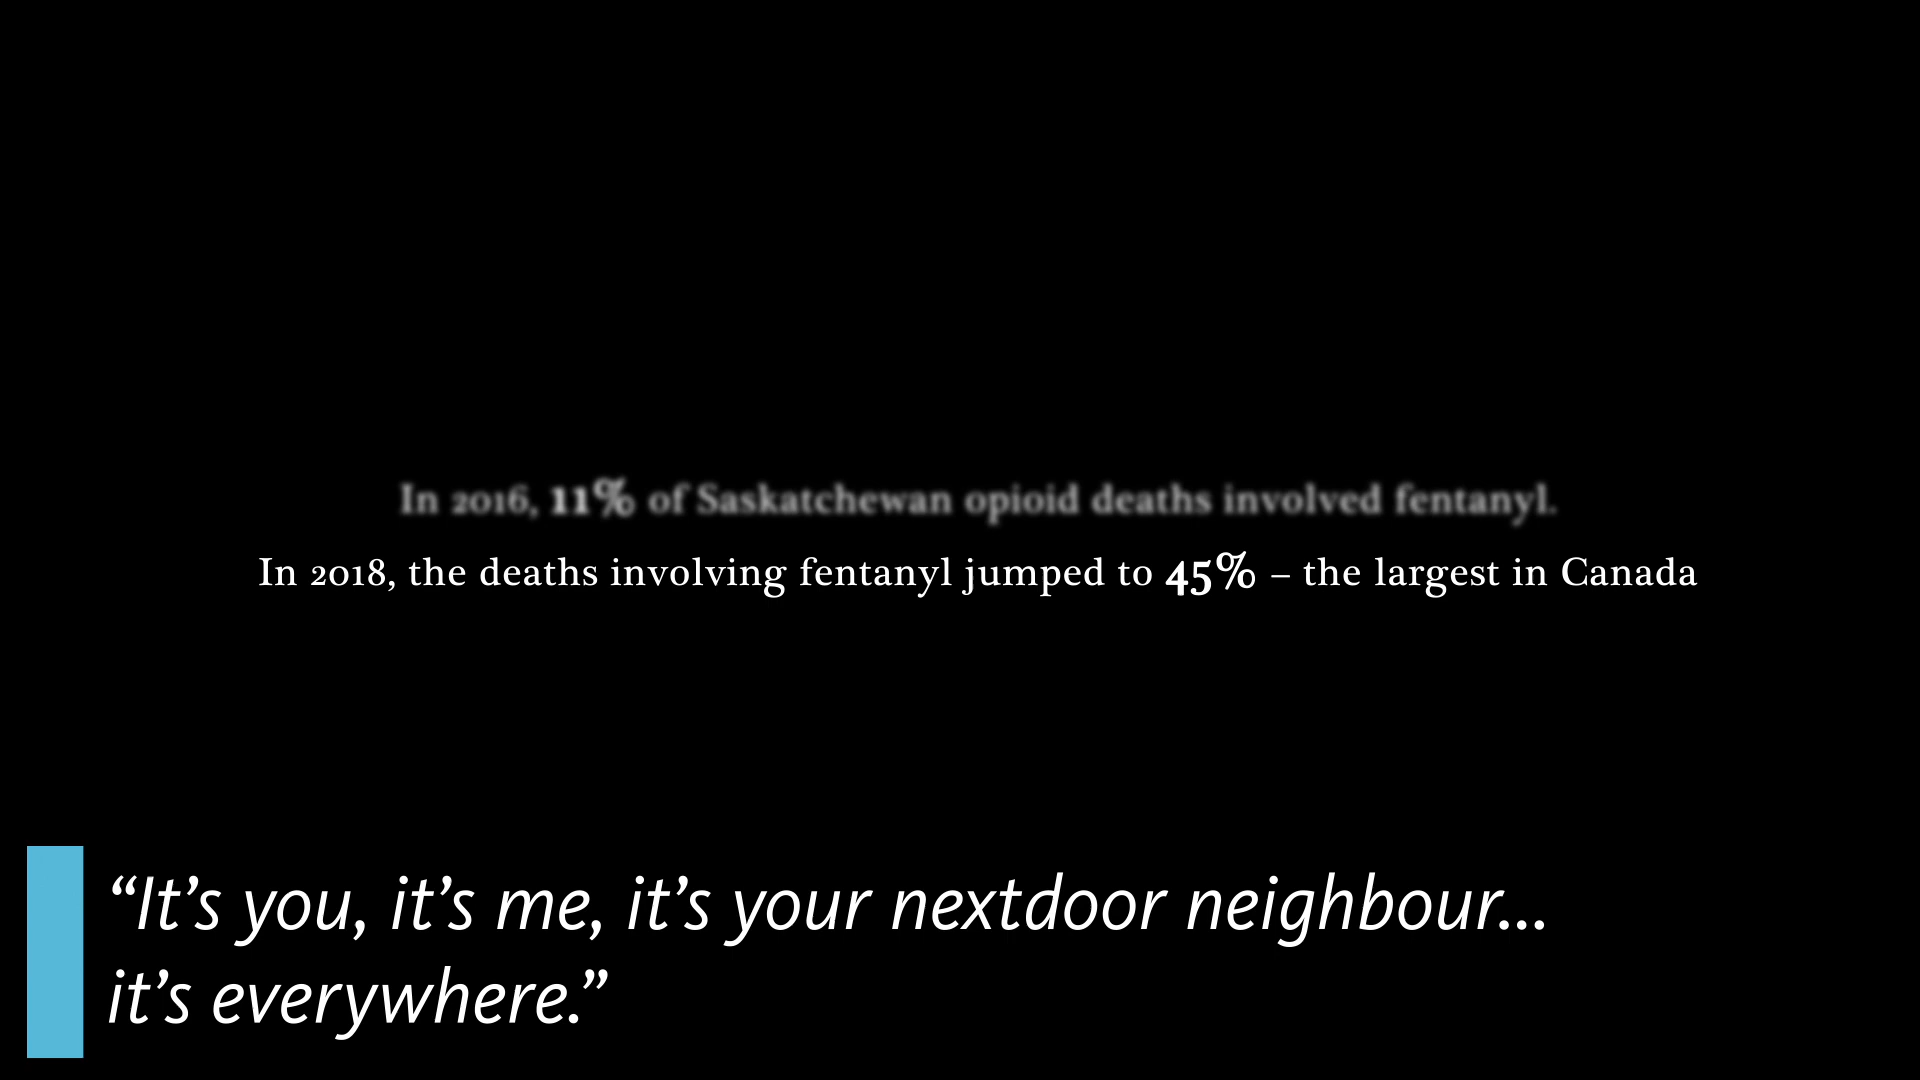 In 2016, 11% of Saskatchewan opioid deaths involved fentanyl.
In 2018, the deaths involving fentanyl jumped to 45% – the largest in Canada
“It’s you, it’s me, it’s your nextdoor neighbour...
it’s everywhere.”